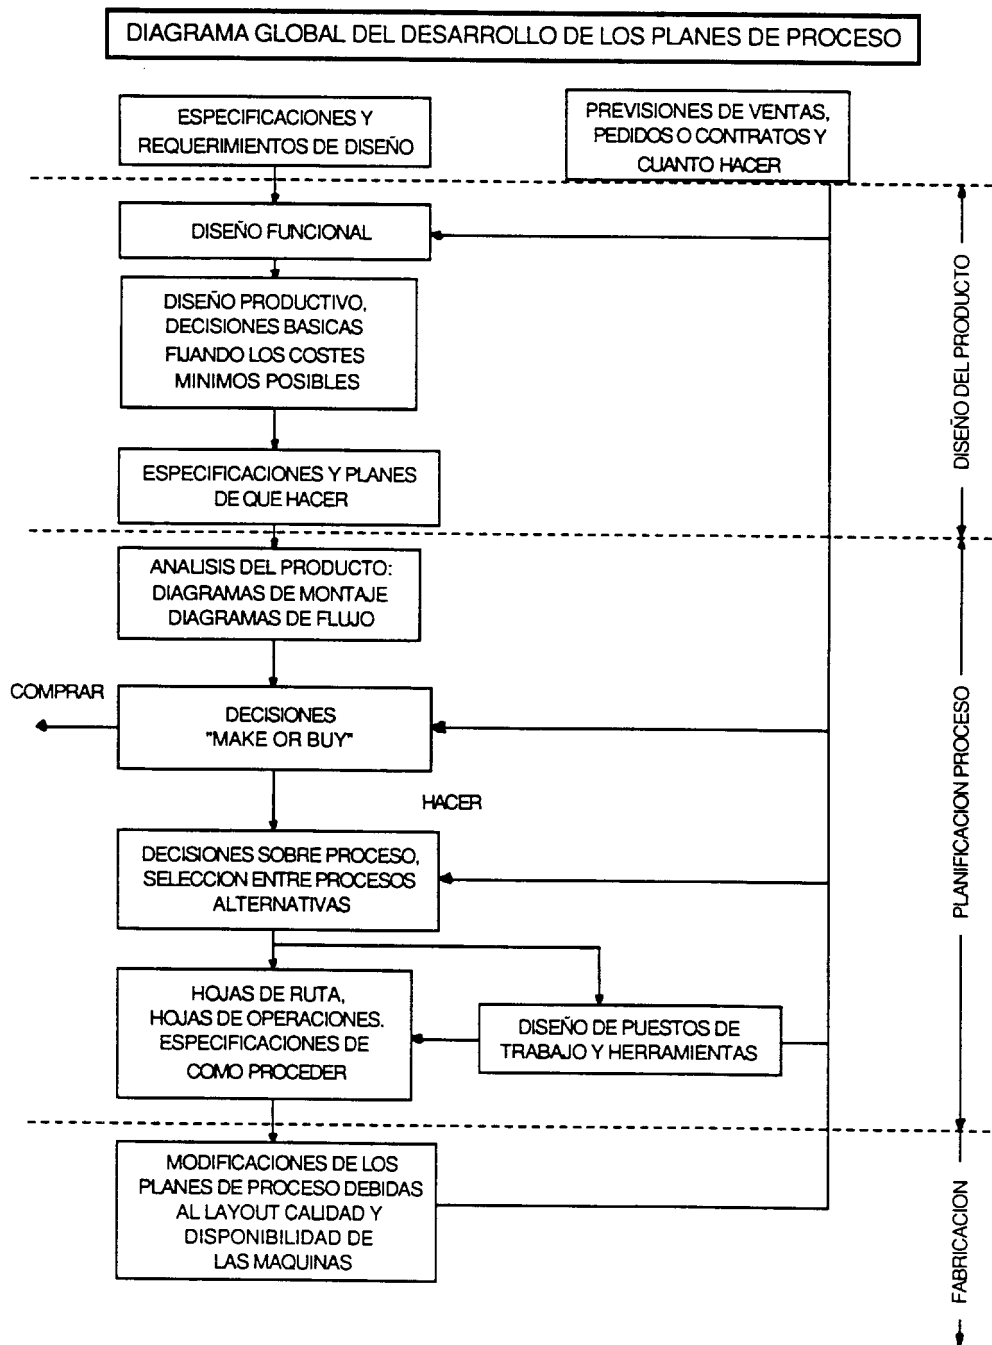 DIAGRAMA GLOBAL DEL DESARROLLO DE LOS PLANES DE PROCESO
ESPECIFICACIONES Y
REQUERIMIENTOS DE DISEÑO
PREVISIONES DE VENTAS,
PEDIDOS O CONTRATOS Y
CUANTO HACER
DISEÑO FUNCIONAL
DISEÑO PRODUCTIVO,
DECISIONES BASICAS
FIJANDO LOS COSTES
MINIMOS POSIBLES
ESPECIFICACIONES Y PLANES
DE QUE HACER
DISEÑO DEL PRODUCTO
ANALISIS DEL PRODUCTO:
DIAGRAMAS DE MONTAJE
DIAGRAMAS DE FLUJO
COMPRAR
DECISIONES
"MAKE OR BUY"
HACER
DECISIONES SOBRE PROCESO,
SELECCION ENTRE PROCESOS
ALTERNATIVAS
HOJAS DE RUTA,
HOJAS DE OPERACIONES.
ESPECIFICACIONES DE
COMO PROCEDER
DISEÑO DE PUESTOS DE
TRABAJO Y HERRAMIENTAS
PLANIFICACION PROCESO
MODIFICACIONES DE LOS
PLANES DE PROCESO DEBIDAS
AL LAYOUT CALIDAD Y
DISPONIBILIDAD DE
LAS MAQUINAS
FABRICACION